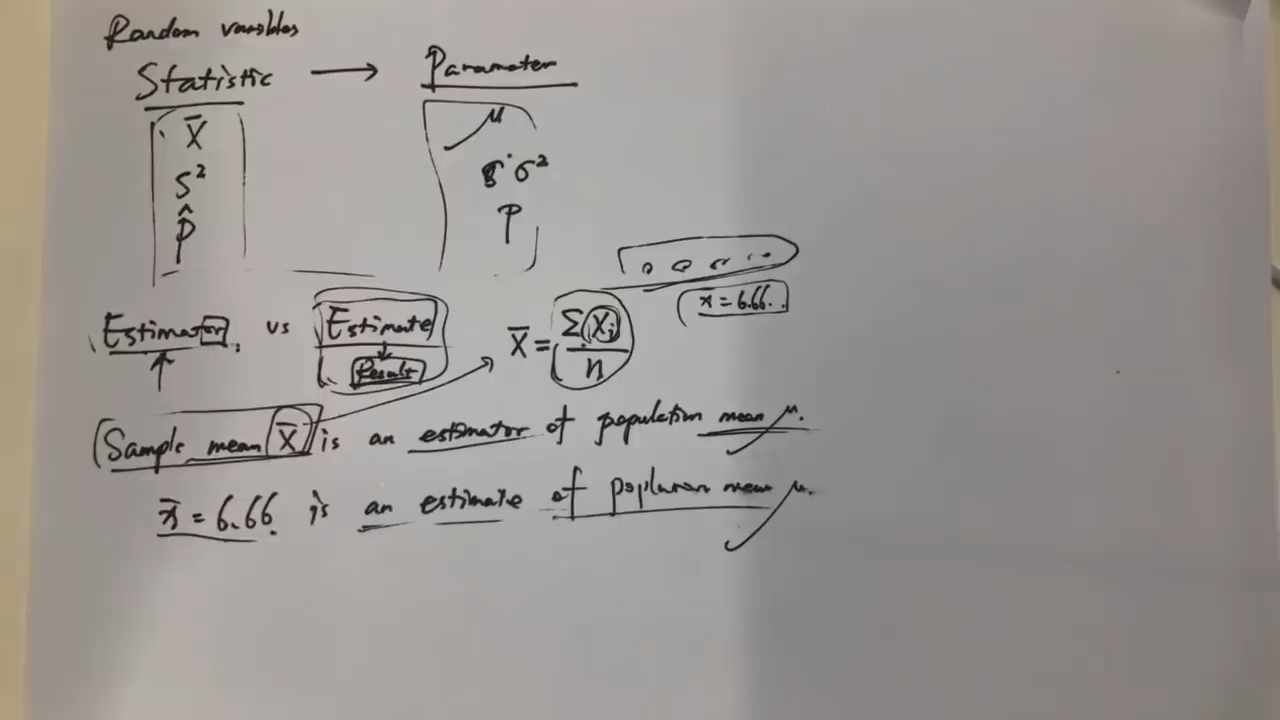 Random variables
Statistic → Parameter
X̄ μ
S² σ²
p̂ p
Estimator vs Estimate
Result
X̄ = ΣXᵢ / n
x̄ = 6.66..
Sample mean X̄ is an estimator of population mean μ.
x̄ = 6.66 is an estimate of poplaran mean μ.